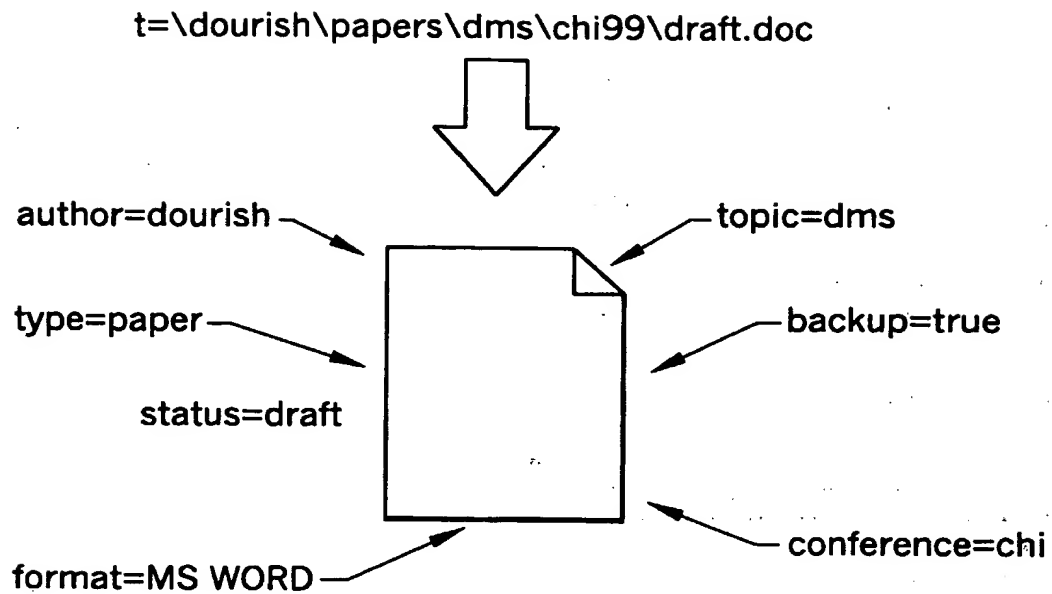 t=\dourish\papers\dms\chi99\draft.doc
author=dourish
topic=dms
type=paper
backup=true
status=draft
conference=chi
format=MS WORD